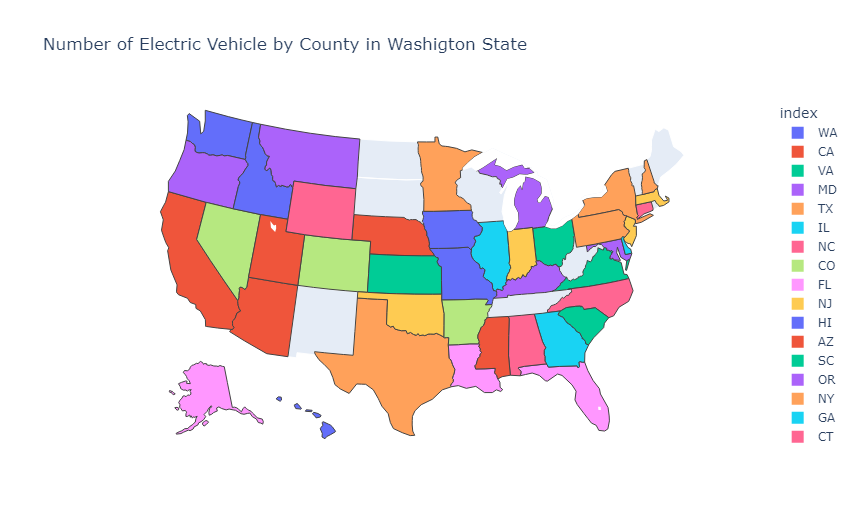 Number of Electric Vehicle by County in Washigton State
index
WA
CA
VA
MD
TX
IL
NC
CO
FL
NJ
HI
AZ
SC
OR
NY
GA
CT